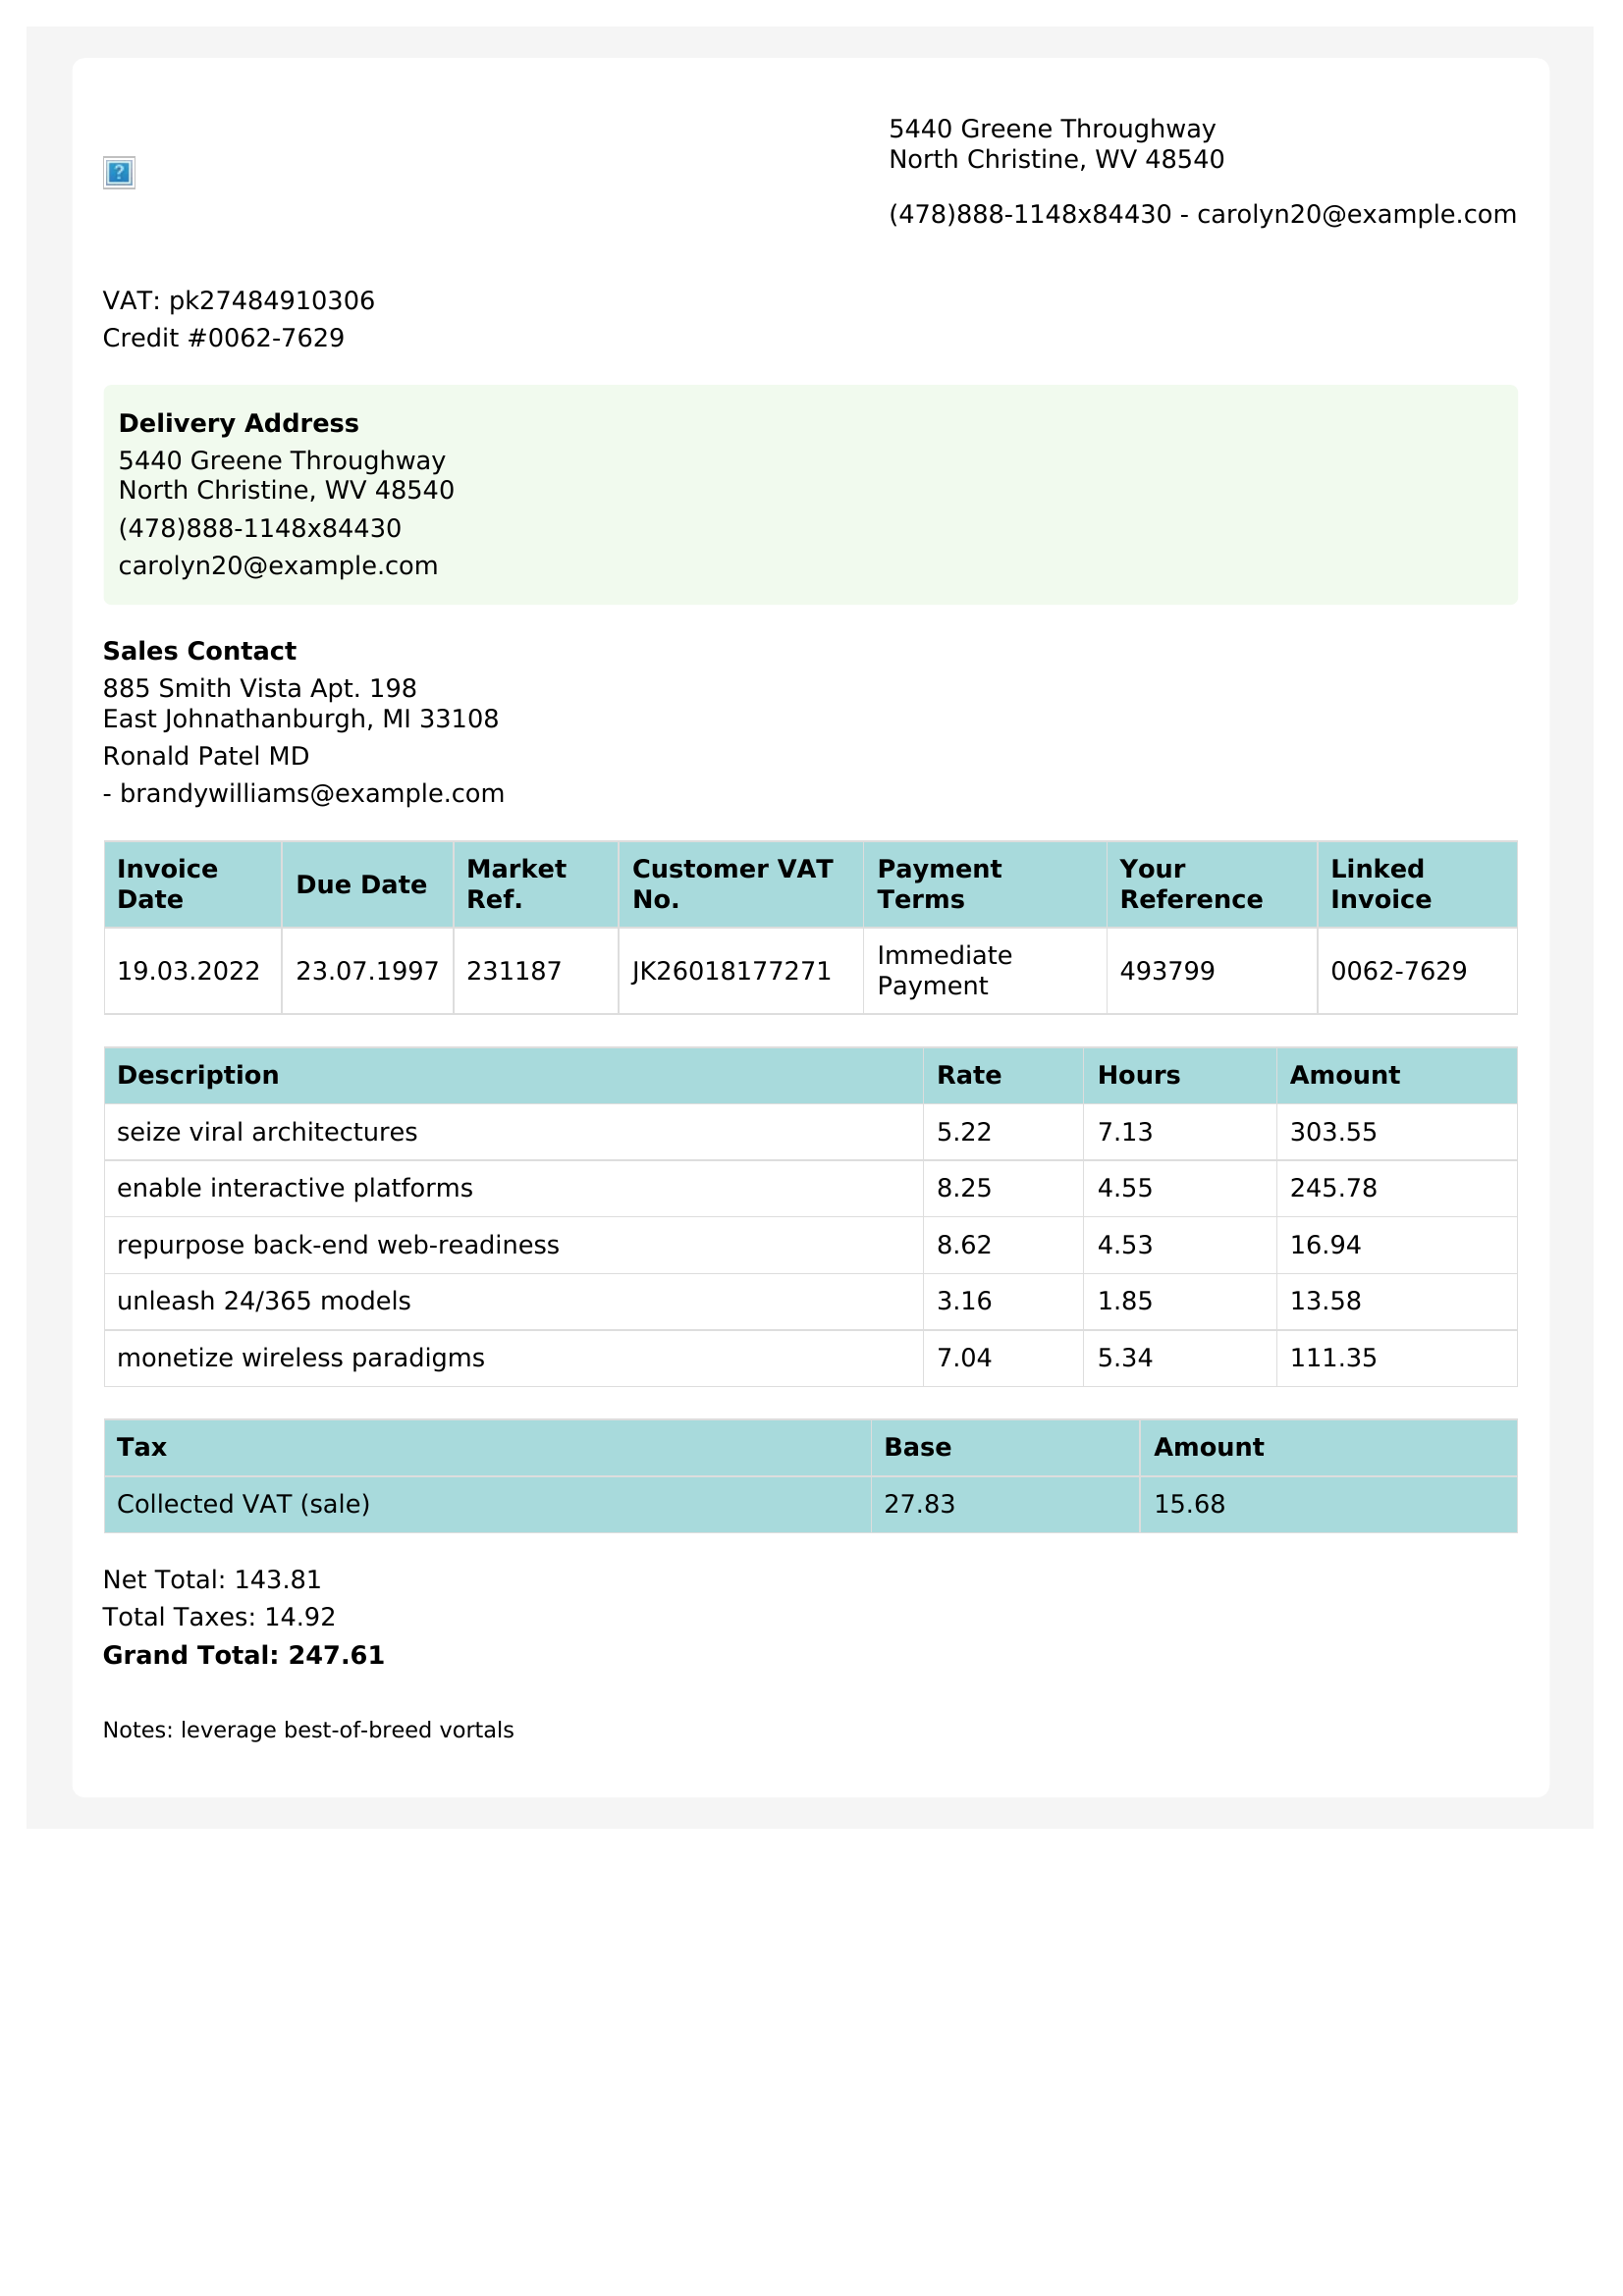 5440 Greene Throughway
North Christine, WV 48540
(478)888-1148x84430 - carolyn20@example.com
VAT: pk27484910306
Credit #0062-7629
Delivery Address
5440 Greene Throughway
North Christine, WV 48540
(478)888-1148x84430
carolyn20@example.com
Sales Contact
885 Smith Vista Apt. 198
East Johnathanburgh, MI 33108
Ronald Patel MD
- brandywilliams@example.com
Invoice Date Due Date Market Ref. Customer VAT No. Payment Terms Your Reference Linked Invoice
19.03.2022 23.07.1997 231187 JK26018177271 Immediate Payment 493799 0062-7629
Description Rate Hours Amount
seize viral architectures 5.22 7.13 303.55
enable interactive platforms 8.25 4.55 245.78
repurpose back-end web-readiness 8.62 4.53 16.94
unleash 24/365 models 3.16 1.85 13.58
monetize wireless paradigms 7.04 5.34 111.35
Tax Base Amount
Collected VAT (sale) 27.83 15.68
Net Total: 143.81
Total Taxes: 14.92
Grand Total: 247.61
Notes: leverage best-of-breed vortals